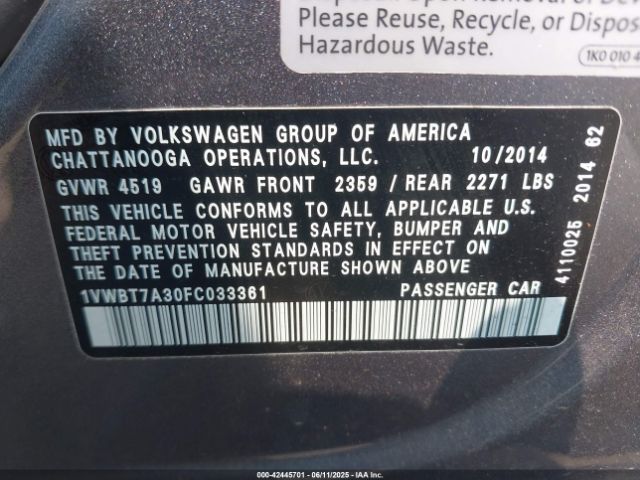 Please Reuse, Recycle, or Dispos
Hazardous Waste.
1K0 010 4
MFD BY VOLKSWAGEN GROUP OF AMERICA
CHATTANOOGA OPERATIONS, LLC. 10/2014
GVWR 4519 GAWR FRONT 2359 / REAR 2271 LBS
THIS VEHICLE CONFORMS TO ALL APPLICABLE U.S.
FEDERAL MOTOR VEHICLE SAFETY, BUMPER AND
THEFT PREVENTION STANDARDS IN EFFECT ON
THE DATE OF MANUFACTURE SHOWN ABOVE
1VWBT7A30FC033361 PASSENGER CAR
4110025 2014 62
000-42445701 - 06/11/2025 - IAA Inc.